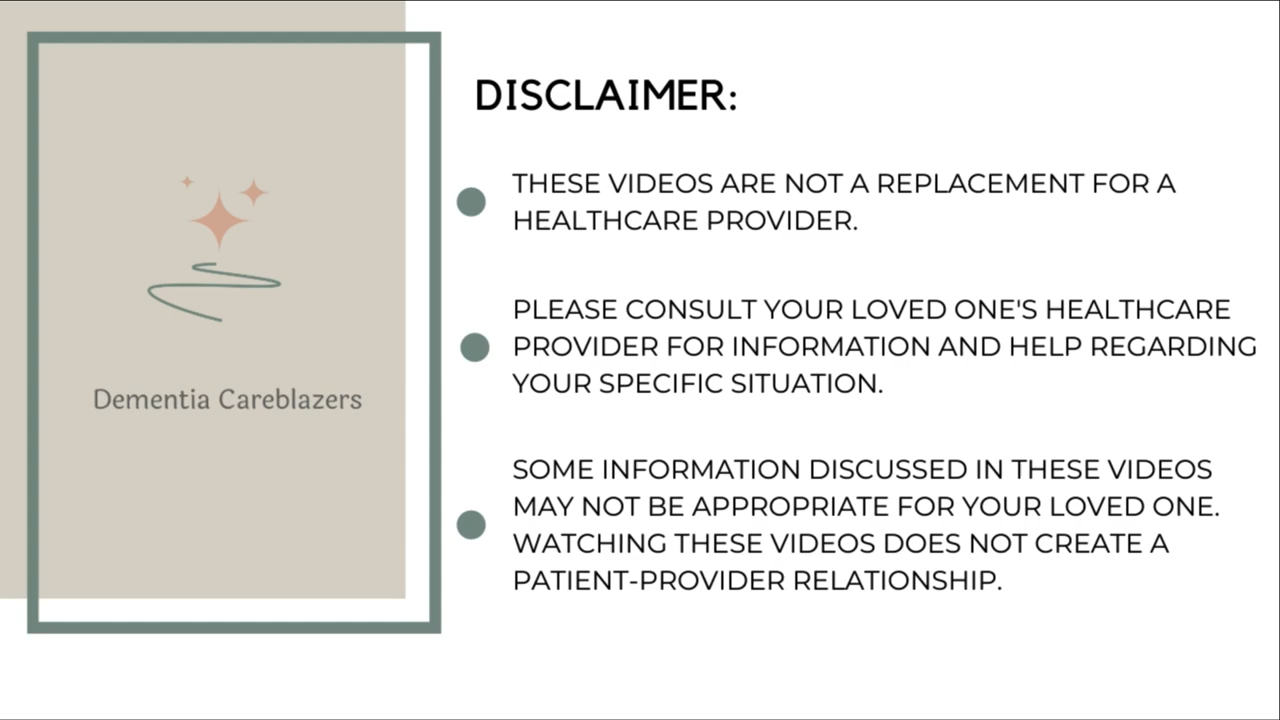 Dementia Careblazers
DISCLAIMER:
THESE VIDEOS ARE NOT A REPLACEMENT FOR A
HEALTHCARE PROVIDER.
PLEASE CONSULT YOUR LOVED ONE'S HEALTHCARE
PROVIDER FOR INFORMATION AND HELP REGARDING
YOUR SPECIFIC SITUATION.
SOME INFORMATION DISCUSSED IN THESE VIDEOS
MAY NOT BE APPROPRIATE FOR YOUR LOVED ONE.
WATCHING THESE VIDEOS DOES NOT CREATE A
PATIENT-PROVIDER RELATIONSHIP.